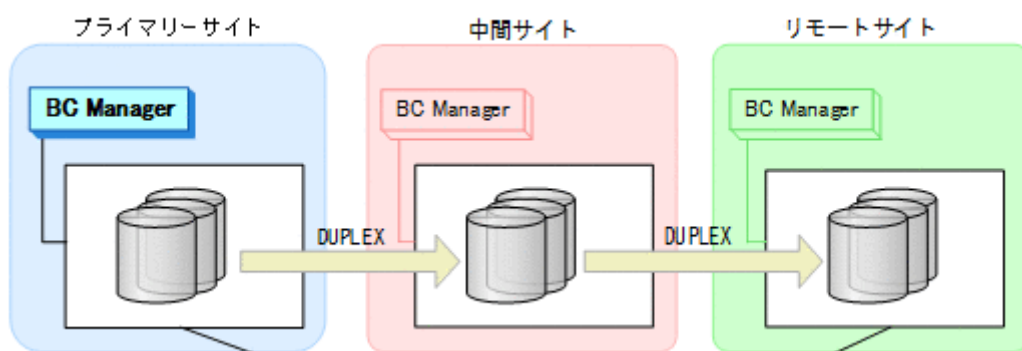 プライマリーサイト
中間サイト
リモートサイト
BC Manager
BC Manager
BC Manager
DUPLEX
DUPLEX